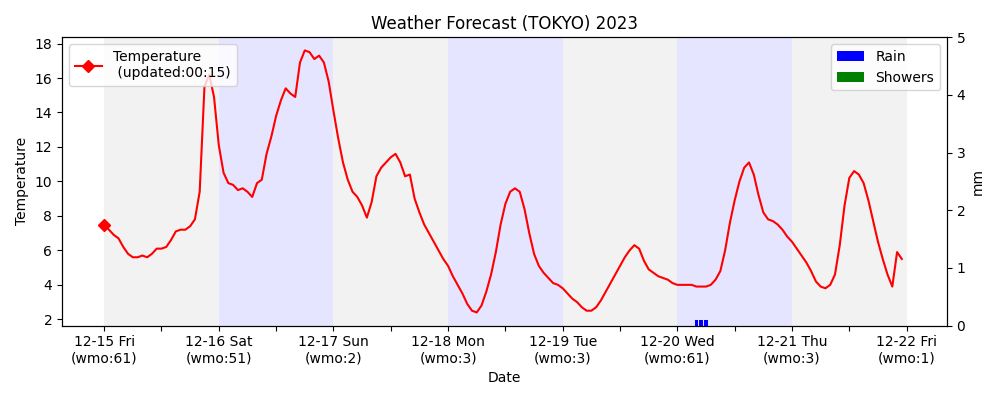 Weather Forecast (TOKYO) 2023
Temperature
(updated:00:15)
Rain
Showers
18
16
14
12
10
8
6
4
2
Temperature
5
4
3
2
1
0
mm
12-15 Fri
(wmo:61)
12-16 Sat
(wmo:51)
12-17 Sun
(wmo:2)
12-18 Mon
(wmo:3)
12-19 Tue
(wmo:3)
12-20 Wed
(wmo:61)
12-21 Thu
(wmo:3)
12-22 Fri
(wmo:1)
Date